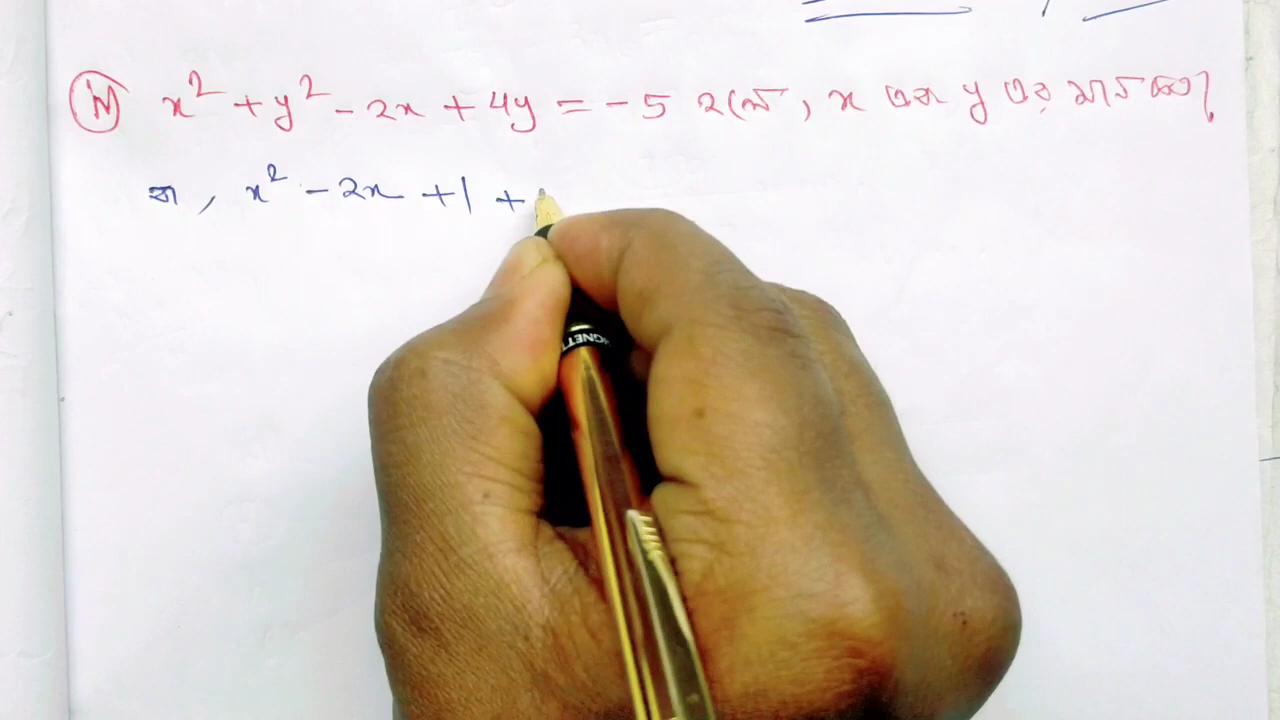 (iv) x² + y² - 2x + 4y = -5 হলে, x এবং y এর মান কত?
বা, x² - 2x + 1 +